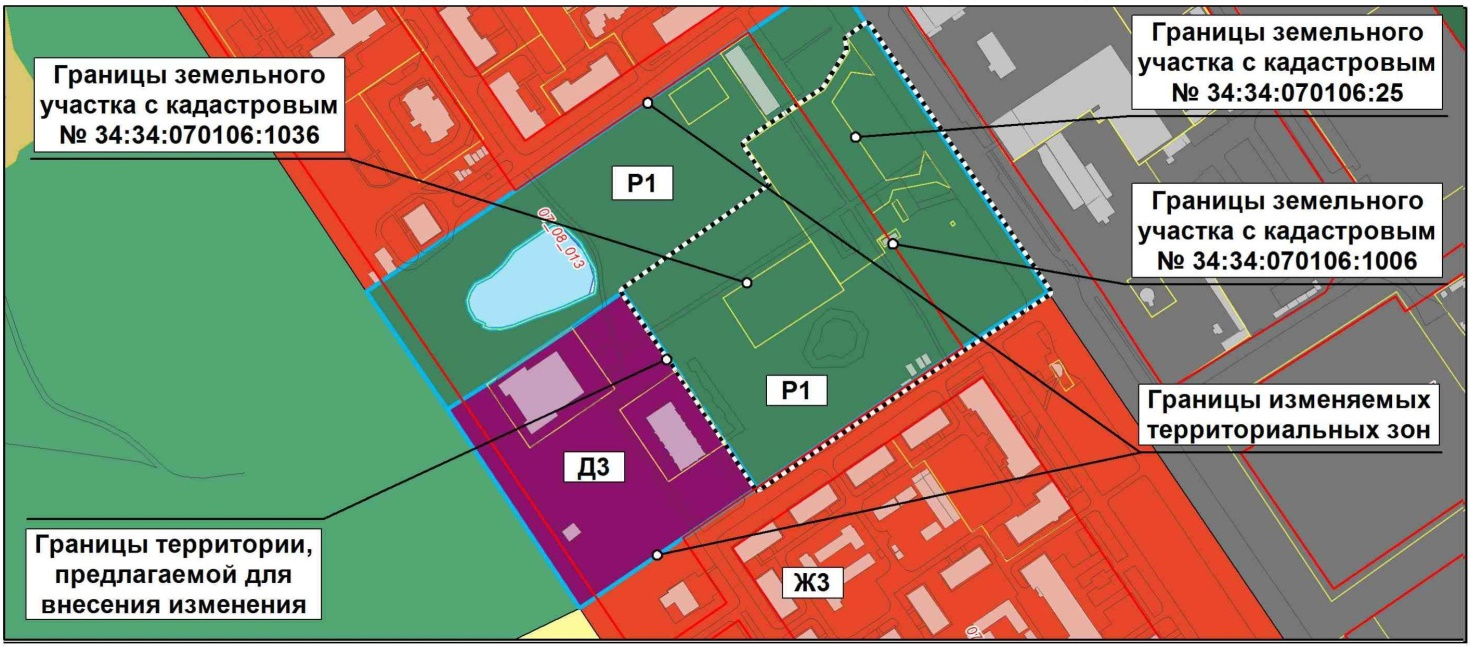 Границы земельного
участка с кадастровым
№ 34:34:070106:1036
Границы земельного
участка с кадастровым
№ 34:34:070106:25
Р1
07_08_013
Границы земельного
участка с кадастровым
№ 34:34:070106:1006
Р1
Границы изменяемых
территориальных зон
Д3
Границы территории,
предлагаемой для
внесения изменения
Ж3